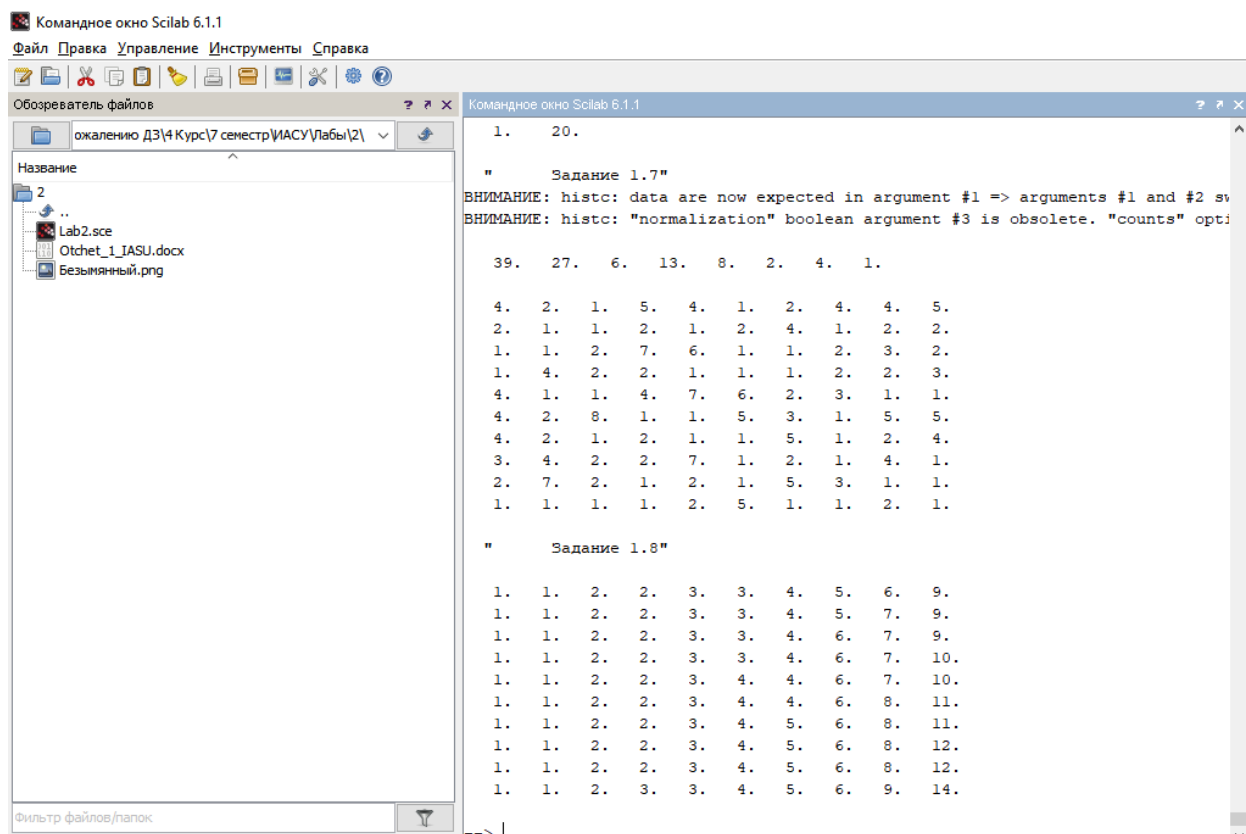 Командное окно Scilab 6.1.1
Файл Правка Управление Инструменты Справка
Обозреватель файлов
ожалению ДЗ\4 Курс\7 семестр\ИАСУ\Лабы\2\
Название
2
..
Lab2.sce
Otchet_1_IASU.docx
Безымянный.png
Фильтр файлов/папок
Командное окно Scilab 6.1.1
1. 20.
" Задание 1.7"
ВНИМАНИЕ: histc: data are now expected in argument #1 => arguments #1 and #2 sw
ВНИМАНИЕ: histc: "normalization" boolean argument #3 is obsolete. "counts" opti
39. 27. 6. 13. 8. 2. 4. 1.
4. 2. 1. 5. 4. 1. 2. 4. 4. 5.
2. 1. 1. 2. 1. 2. 4. 1. 2. 2.
1. 1. 2. 7. 6. 1. 1. 2. 3. 2.
1. 4. 2. 2. 1. 1. 1. 2. 2. 3.
4. 1. 1. 4. 7. 6. 2. 3. 1. 1.
4. 2. 8. 1. 1. 5. 3. 1. 5. 5.
4. 2. 1. 2. 1. 1. 5. 1. 2. 4.
3. 4. 2. 2. 7. 1. 2. 1. 4. 1.
2. 7. 2. 1. 2. 1. 5. 3. 1. 1.
1. 1. 1. 1. 2. 5. 1. 1. 2. 1.
" Задание 1.8"
1. 1. 2. 2. 3. 3. 4. 5. 6. 9.
1. 1. 2. 2. 3. 3. 4. 5. 7. 9.
1. 1. 2. 2. 3. 3. 4. 6. 7. 9.
1. 1. 2. 2. 3. 3. 4. 6. 7. 10.
1. 1. 2. 2. 3. 4. 4. 6. 7. 10.
1. 1. 2. 2. 3. 4. 4. 6. 8. 11.
1. 1. 2. 2. 3. 4. 5. 6. 8. 11.
1. 1. 2. 2. 3. 4. 5. 6. 8. 12.
1. 1. 2. 2. 3. 4. 5. 6. 8. 12.
1. 1. 2. 3. 3. 4. 5. 6. 9. 14.
-->